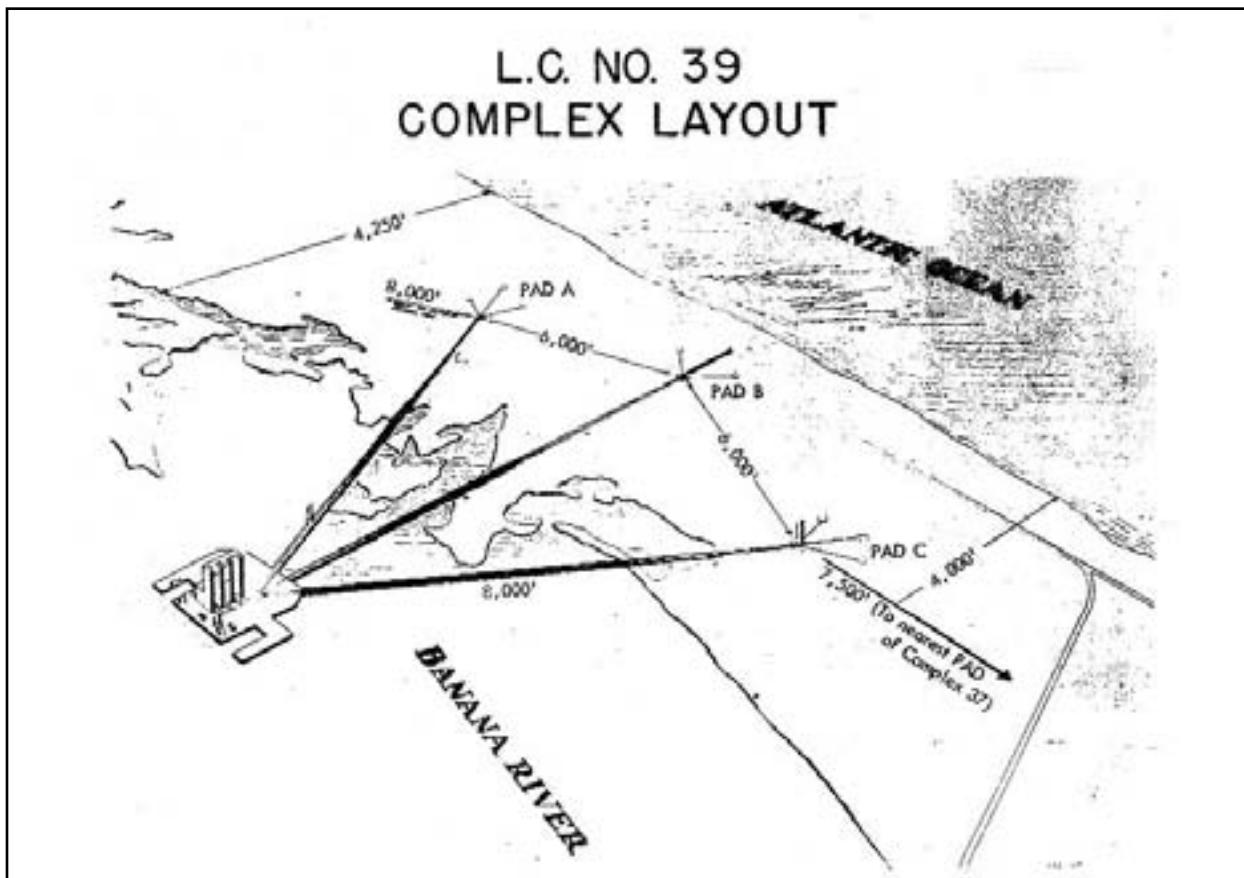 L.C. NO. 39
COMPLEX LAYOUT
ATLANTIC OCEAN
4,250'
8,000'
PAD A
6,000'
PAD B
6,000'
PAD C
8,000'
4,000'
7,500' (To nearest PAD
of Complex 37)
BANANA RIVER